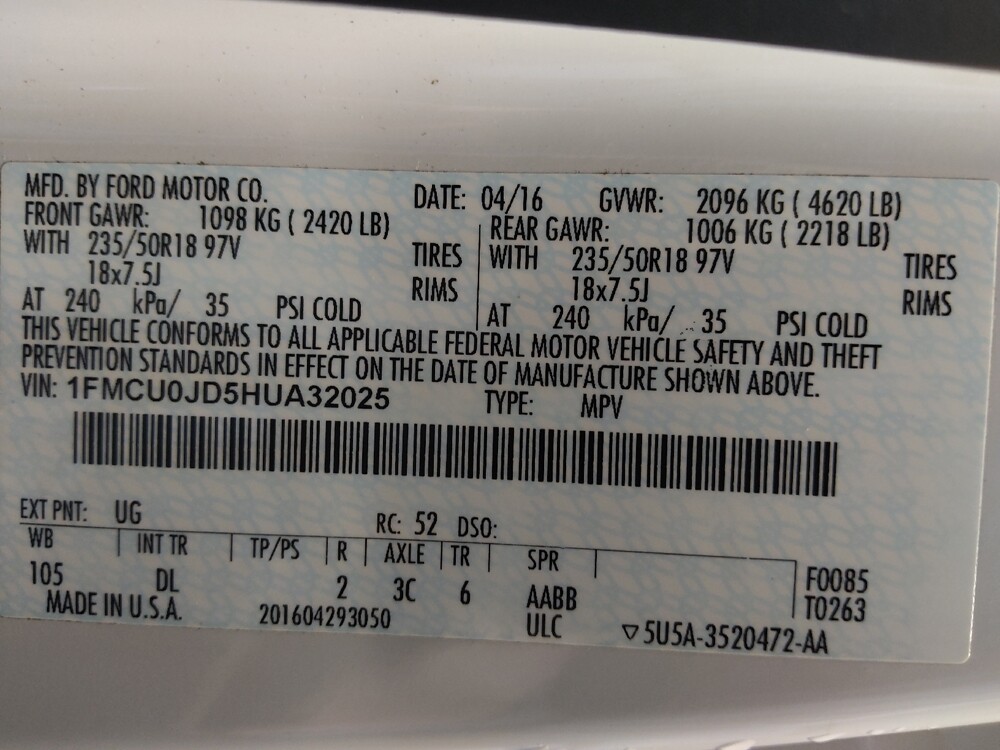 MFD. BY FORD MOTOR CO. DATE: 04/16 GVWR: 2096 KG ( 4620 LB)
FRONT GAWR: 1098 KG ( 2420 LB) REAR GAWR: 1006 KG ( 2218 LB)
WITH 235/50R18 97V TIRES WITH 235/50R18 97V TIRES
18x7.5J RIMS 18x7.5J RIMS
AT 240 kPa/ 35 PSI COLD AT 240 kPa/ 35 PSI COLD
THIS VEHICLE CONFORMS TO ALL APPLICABLE FEDERAL MOTOR VEHICLE SAFETY AND THEFT
PREVENTION STANDARDS IN EFFECT ON THE DATE OF MANUFACTURE SHOWN ABOVE.
VIN: 1FMCU0JD5HUA32025 TYPE: MPV
EXT PNT: UG RC: 52 DSO:
WB INT TR TP/PS R AXLE TR SPR
105 DL 2 3C 6 AABB F0085
MADE IN U.S.A. 201604293050 ULC T0263
▽5U5A-3520472-AA